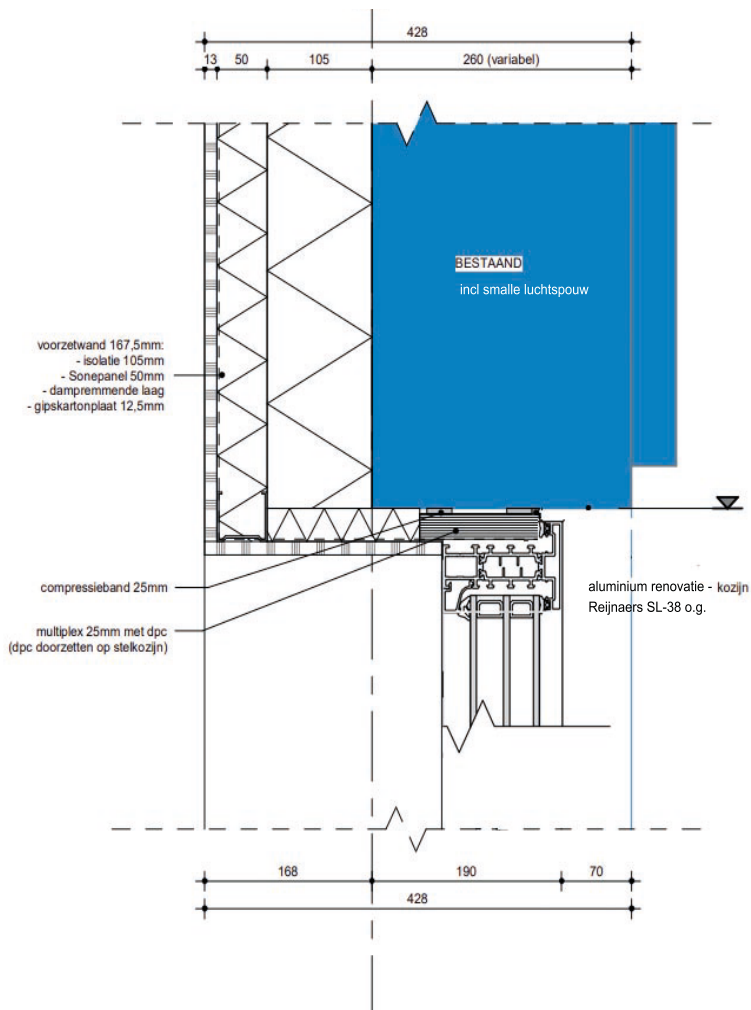 428
13 50 105 260 (variabel)
BESTAAND
incl smalle luchtspouw
voorzetwand 167,5mm:
- isolatie 105mm
- Sonepanel 50mm
- dampremmende laag
- gipskartonplaat 12,5mm
compressieband 25mm
aluminium renovatie - kozijn
Reijnaers SL-38 o.g.
multiplex 25mm met dpc
(dpc doorzetten op stelkozijn)
168 190 70
428